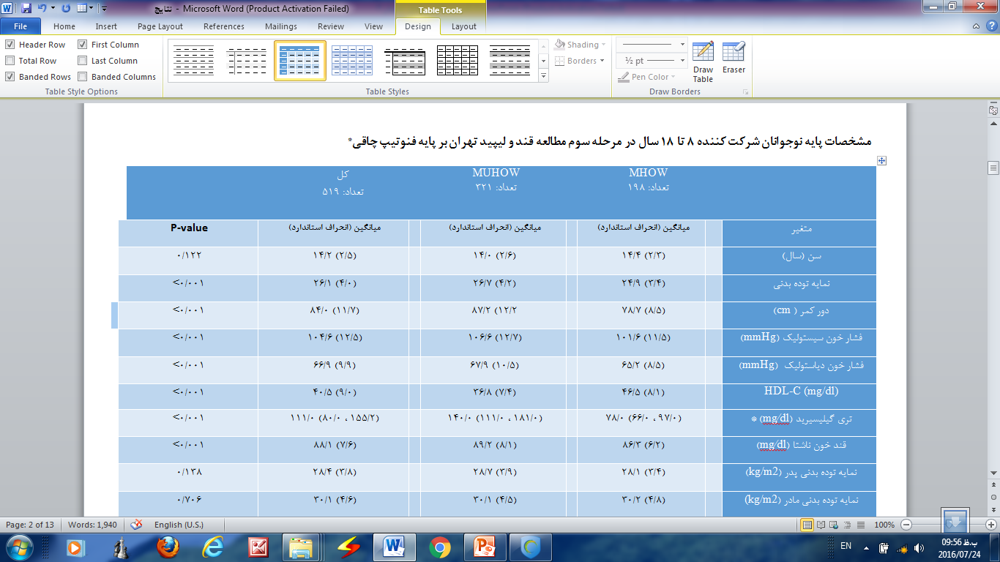 نتایج - Microsoft Word (Product Activation Failed)
Table Tools
File Home Insert Page Layout References Mailings Review View Design Layout
Header Row First Column
Total Row Last Column
Banded Rows Banded Columns
Table Style Options
Table Styles
Shading
Borders
½ pt
Pen Color
Draw Table
Eraser
Draw Borders
مشخصات پایه نوجوانان شرکت کننده ۸ تا ۱۸ سال در مرحله سوم مطالعه قند و لیپید تهران بر پایه فنوتیپ چاقی*
MHOW MUHOW کل
تعداد: ۱۹۸ تعداد: ۳۲۱ تعداد: ۵۱۹
متغیر میانگین (انحراف استاندارد) میانگین (انحراف استاندارد) میانگین (انحراف استاندارد) P-value
سن (سال) ۱۴/۴ (۲/۳) ۱۴/۰ (۲/۶) ۱۴/۲ (۲/۵) ۰/۱۲۲
نمایه توده بدنی ۲۴/۹ (۳/۴) ۲۶/۷ (۴/۲) ۲۶/۱ (۴/۰) <۰/۰۰۱
دور کمر ( cm) ۷۸/۷ (۸/۵) ۸۷/۲ (۱۲/۲ ۸۴/۰ (۱۱/۷) <۰/۰۰۱
فشار خون سیستولیک (mmHg) ۱۰۱/۶ (۱۱/۵) ۱۰۶/۶ (۱۲/۷) ۱۰۴/۶ (۱۲/۵) <۰/۰۰۱
فشار خون دیاستولیک (mmHg) ۶۵/۲ (۸/۵) ۶۷/۹ (۱۰/۵) ۶۶/۹ (۹/۹) <۰/۰۰۱
HDL-C (mg/dl) ۴۶/۵ (۸/۱) ۳۶/۸ (۷/۴) ۴۰/۵ (۹/۰) <۰/۰۰۱
تری گیلیسیرید (mg/dl) * ۷۸/۰ (۶۶/۰ ، ۹۷/۰) ۱۴۰/۰ (۱۱۱/۰ ، ۱۸۱/۰) ۱۱۱/۰ (۸۰/۰ ، ۱۵۵/۲) <۰/۰۰۱
قند خون ناشتا (mg/dl) ۸۶/۳ (۶/۲) ۸۹/۲ (۸/۱) ۸۸/۱ (۷/۶) <۰/۰۰۱
نمایه توده بدنی پدر (kg/m2) ۲۸/۱ (۳/۴) ۲۸/۷ (۳/۹) ۲۸/۴ (۳/۸) ۰/۱۳۸
نمایه توده بدنی مادر (kg/m2) ۳۰/۲ (۴/۸) ۳۰/۱ (۴/۵) ۳۰/۱ (۴/۶) ۰/۷۰۶
Page: 2 of 13 Words: 1,940 English (U.S.) 100%
EN
09:56 ب.ظ
2016/07/24